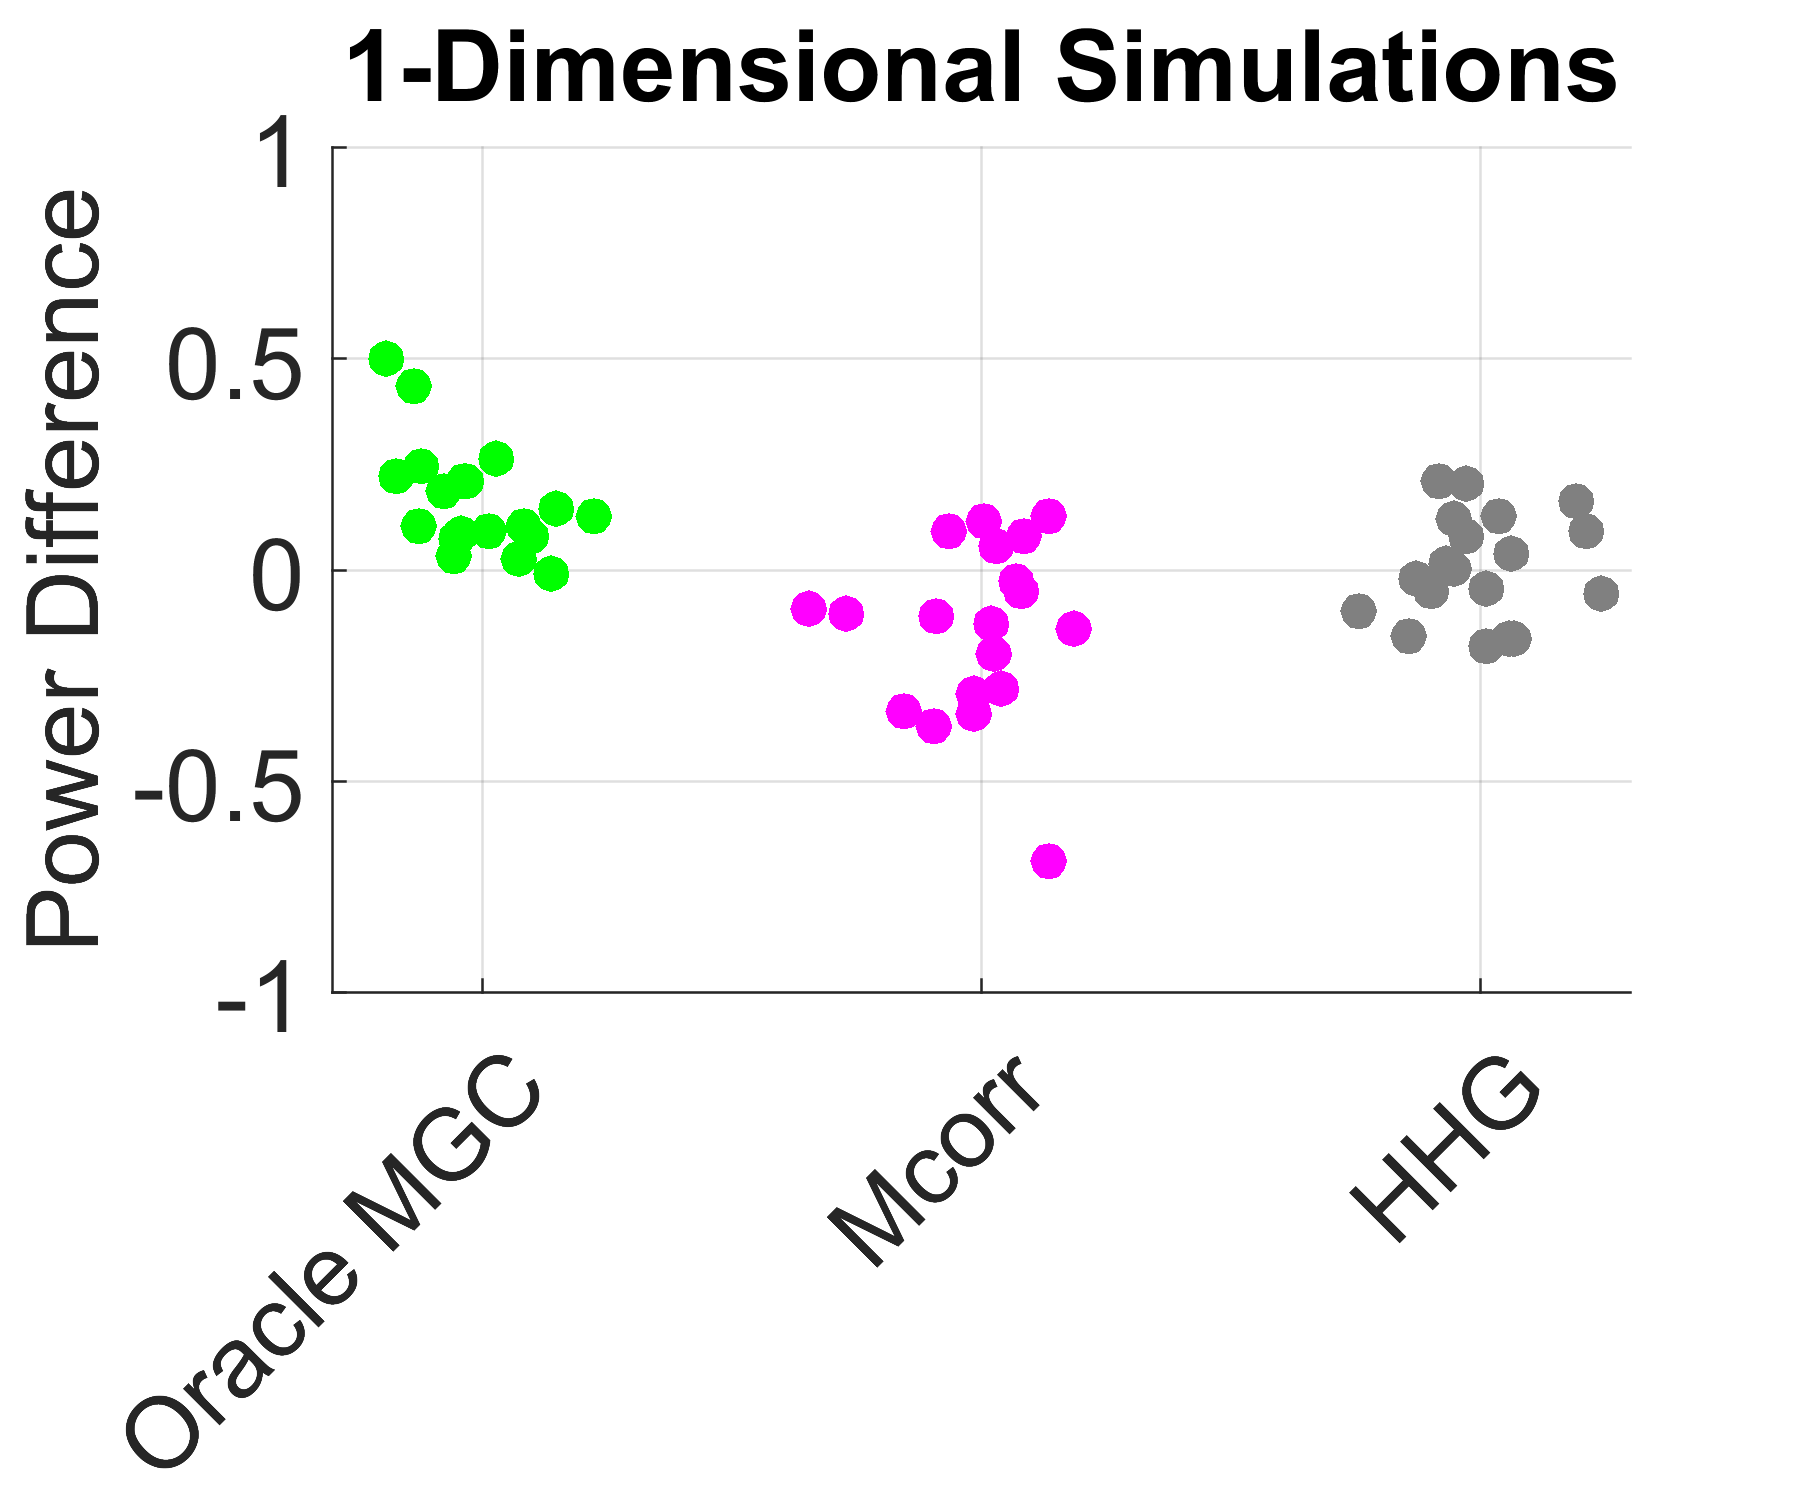 1-Dimensional Simulations
Power Difference
1
0.5
0
-0.5
-1
Oracle MGC
Mcorr
HHG